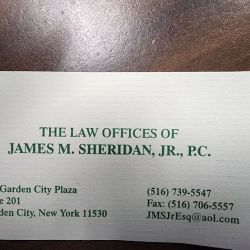 THE LAW OFFICES OF
JAMES M. SHERIDAN, JR., P.C.
Garden City Plaza
201
City, New York 11530
(516) 739-5547
Fax: (516) 706-5557
JMSJrEsq@aol.com